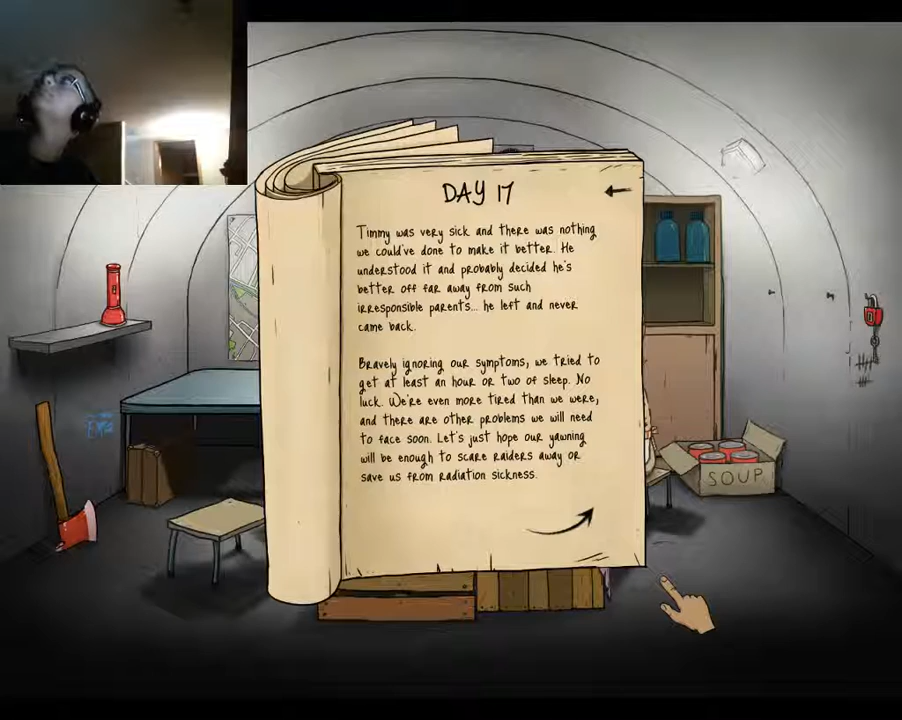 DAY 17
Timmy was very sick and there was nothing
we could've done to make it better. He
understood it and probably decided he's
better off far away from such
irresponsible parents... he left and never
came back.
Bravely ignoring our symptoms, we tried to
get at least an hour or two of sleep. No
luck. We're even more tired than we were,
and there are other problems we will need
to face soon. Let's just hope our yawning
will be enough to scare raiders away or
save us from radiation sickness.
SOUP